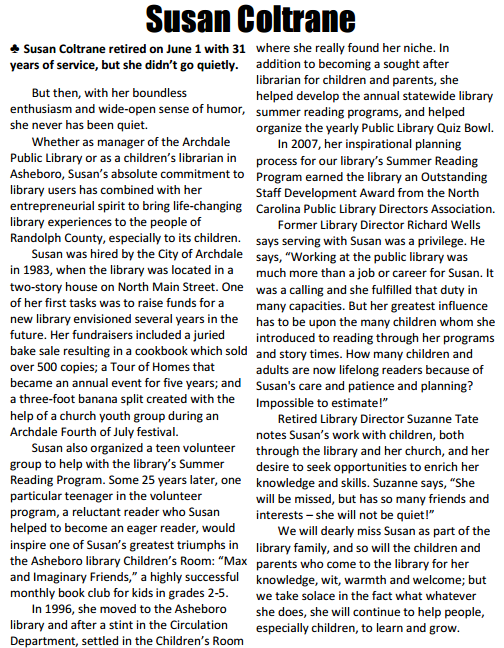 Susan Coltrane
♣ Susan Coltrane retired on June 1 with 31
years of service, but she didn’t go quietly.
But then, with her boundless
enthusiasm and wide-open sense of humor,
she never has been quiet.
Whether as manager of the Archdale
Public Library or as a children’s librarian in
Asheboro, Susan’s absolute commitment to
library users has combined with her
entrepreneurial spirit to bring life-changing
library experiences to the people of
Randolph County, especially to its children.
Susan was hired by the City of Archdale
in 1983, when the library was located in a
two-story house on North Main Street. One
of her first tasks was to raise funds for a
new library envisioned several years in the
future. Her fundraisers included a juried
bake sale resulting in a cookbook which sold
over 500 copies; a Tour of Homes that
became an annual event for five years; and
a three-foot banana split created with the
help of a church youth group during an
Archdale Fourth of July festival.
Susan also organized a teen volunteer
group to help with the library’s Summer
Reading Program. Some 25 years later, one
particular teenager in the volunteer
program, a reluctant reader who Susan
helped to become an eager reader, would
inspire one of Susan’s greatest triumphs in
the Asheboro library Children’s Room: “Max
and Imaginary Friends,” a highly successful
monthly book club for kids in grades 2-5.
In 1996, she moved to the Asheboro
library and after a stint in the Circulation
Department, settled in the Children’s Room
where she really found her niche. In
addition to becoming a sought after
librarian for children and parents, she
helped develop the annual statewide library
summer reading programs, and helped
organize the yearly Public Library Quiz Bowl.
In 2007, her inspirational planning
process for our library’s Summer Reading
Program earned the library an Outstanding
Staff Development Award from the North
Carolina Public Library Directors Association.
Former Library Director Richard Wells
says serving with Susan was a privilege. He
says, “Working at the public library was
much more than a job or career for Susan. It
was a calling and she fulfilled that duty in
many capacities. But her greatest influence
has to be upon the many children whom she
introduced to reading through her programs
and story times. How many children and
adults are now lifelong readers because of
Susan's care and patience and planning?
Impossible to estimate!”
Retired Library Director Suzanne Tate
notes Susan’s work with children, both
through the library and her church, and her
desire to seek opportunities to enrich her
knowledge and skills. Suzanne says, “She
will be missed, but has so many friends and
interests – she will not be quiet!”
We will dearly miss Susan as part of the
library family, and so will the children and
parents who come to the library for her
knowledge, wit, warmth and welcome; but
we take solace in the fact what whatever
she does, she will continue to help people,
especially children, to learn and grow.